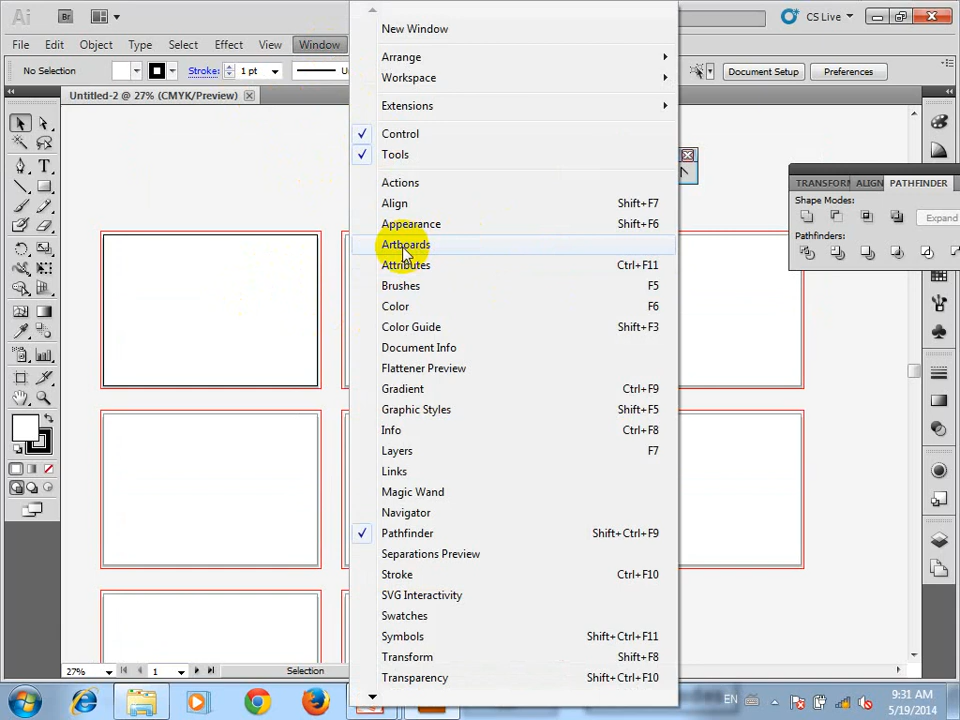 Ai
Br
CS Live
File Edit Object Type Select Effect View Window
No Selection
Stroke:
1 pt
Document Setup
Preferences
Untitled-2 @ 27% (CMYK/Preview)
New Window
Arrange
Workspace
Extensions
Control
Tools
Actions
Align Shift+F7
Appearance Shift+F6
Artboards
Attributes Ctrl+F11
Brushes F5
Color F6
Color Guide Shift+F3
Document Info
Flattener Preview
Gradient Ctrl+F9
Graphic Styles Shift+F5
Info Ctrl+F8
Layers F7
Links
Magic Wand
Navigator
Pathfinder Shift+Ctrl+F9
Separations Preview
Stroke Ctrl+F10
SVG Interactivity
Swatches
Symbols Shift+Ctrl+F11
Transform Shift+F8
Transparency Shift+Ctrl+F10
TRANSFORM ALIGN PATHFINDER
Shape Modes:
Expand
Pathfinders:
27%
1
Selection
EN
9:31 AM
5/19/2014